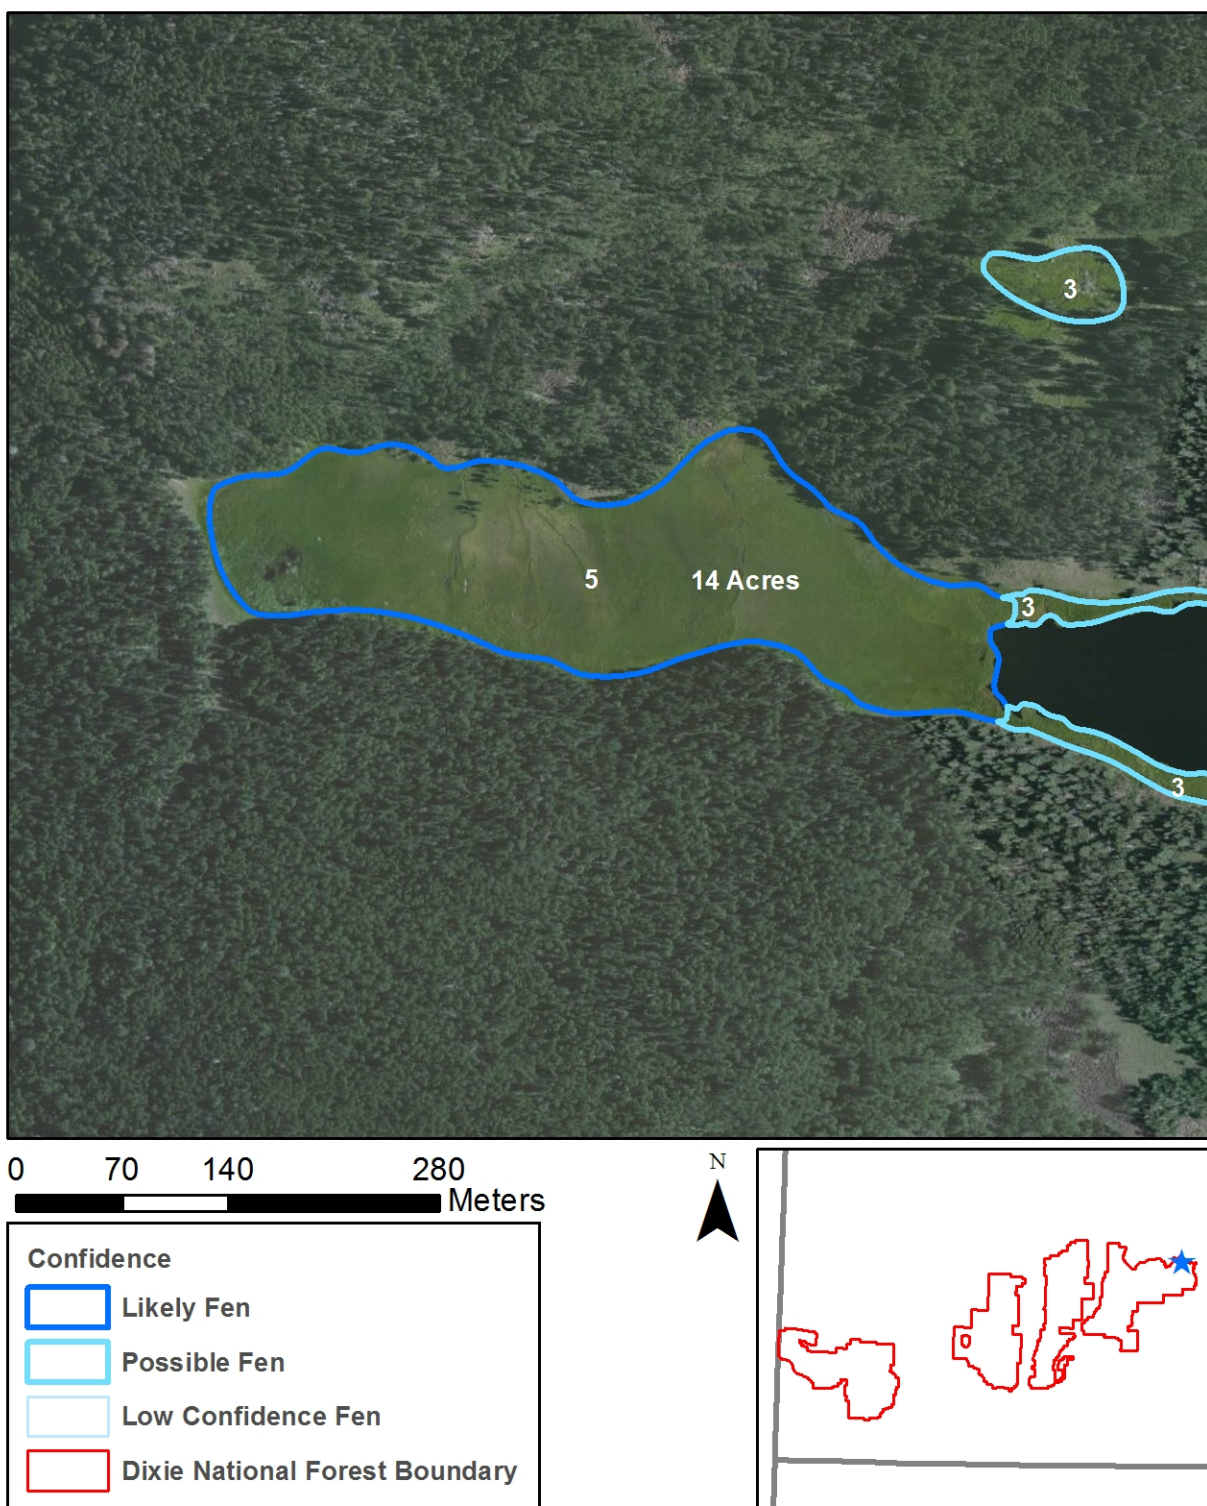 3
5
14 Acres
3
3
0 70 140 280
Meters
N
Confidence
Likely Fen
Possible Fen
Low Confidence Fen
Dixie National Forest Boundary